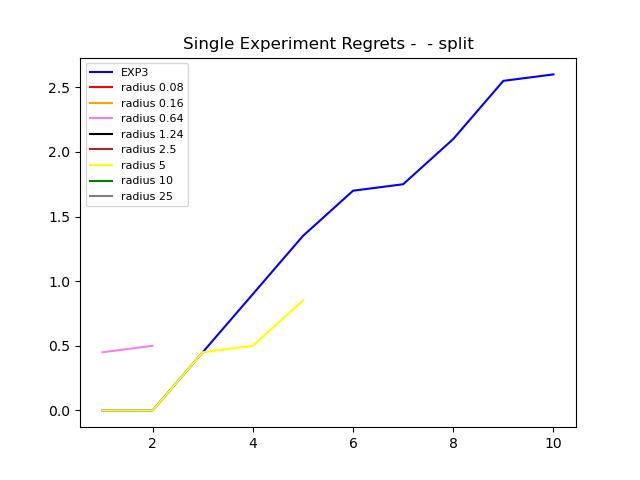 Single Experiment Regrets -  - split
EXP3
radius 0.08
radius 0.16
radius 0.64
radius 1.24
radius 2.5
radius 5
radius 10
radius 25
2.5
2.0
1.5
1.0
0.5
0.0
2 4 6 8 10